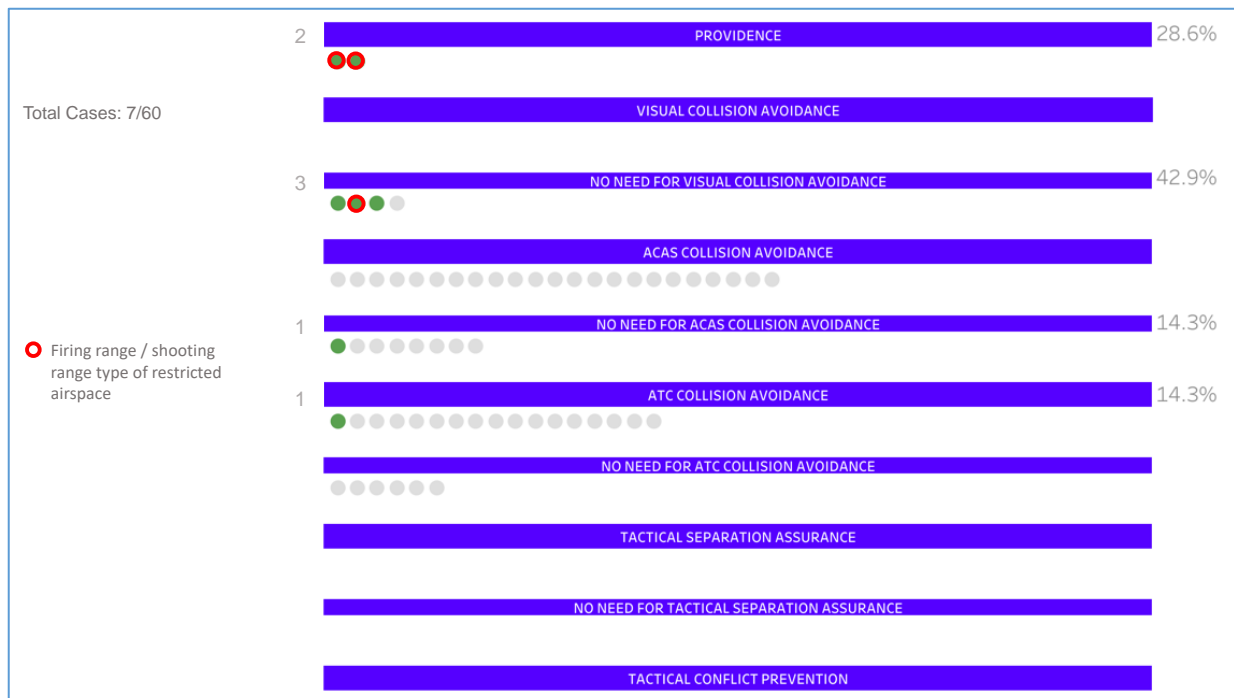 2 PROVIDENCE 28.6%
Total Cases: 7/60
VISUAL COLLISION AVOIDANCE
3 NO NEED FOR VISUAL COLLISION AVOIDANCE 42.9%
ACAS COLLISION AVOIDANCE
1 NO NEED FOR ACAS COLLISION AVOIDANCE 14.3%
Firing range / shooting
range type of restricted
airspace
1 ATC COLLISION AVOIDANCE 14.3%
NO NEED FOR ATC COLLISION AVOIDANCE
TACTICAL SEPARATION ASSURANCE
NO NEED FOR TACTICAL SEPARATION ASSURANCE
TACTICAL CONFLICT PREVENTION